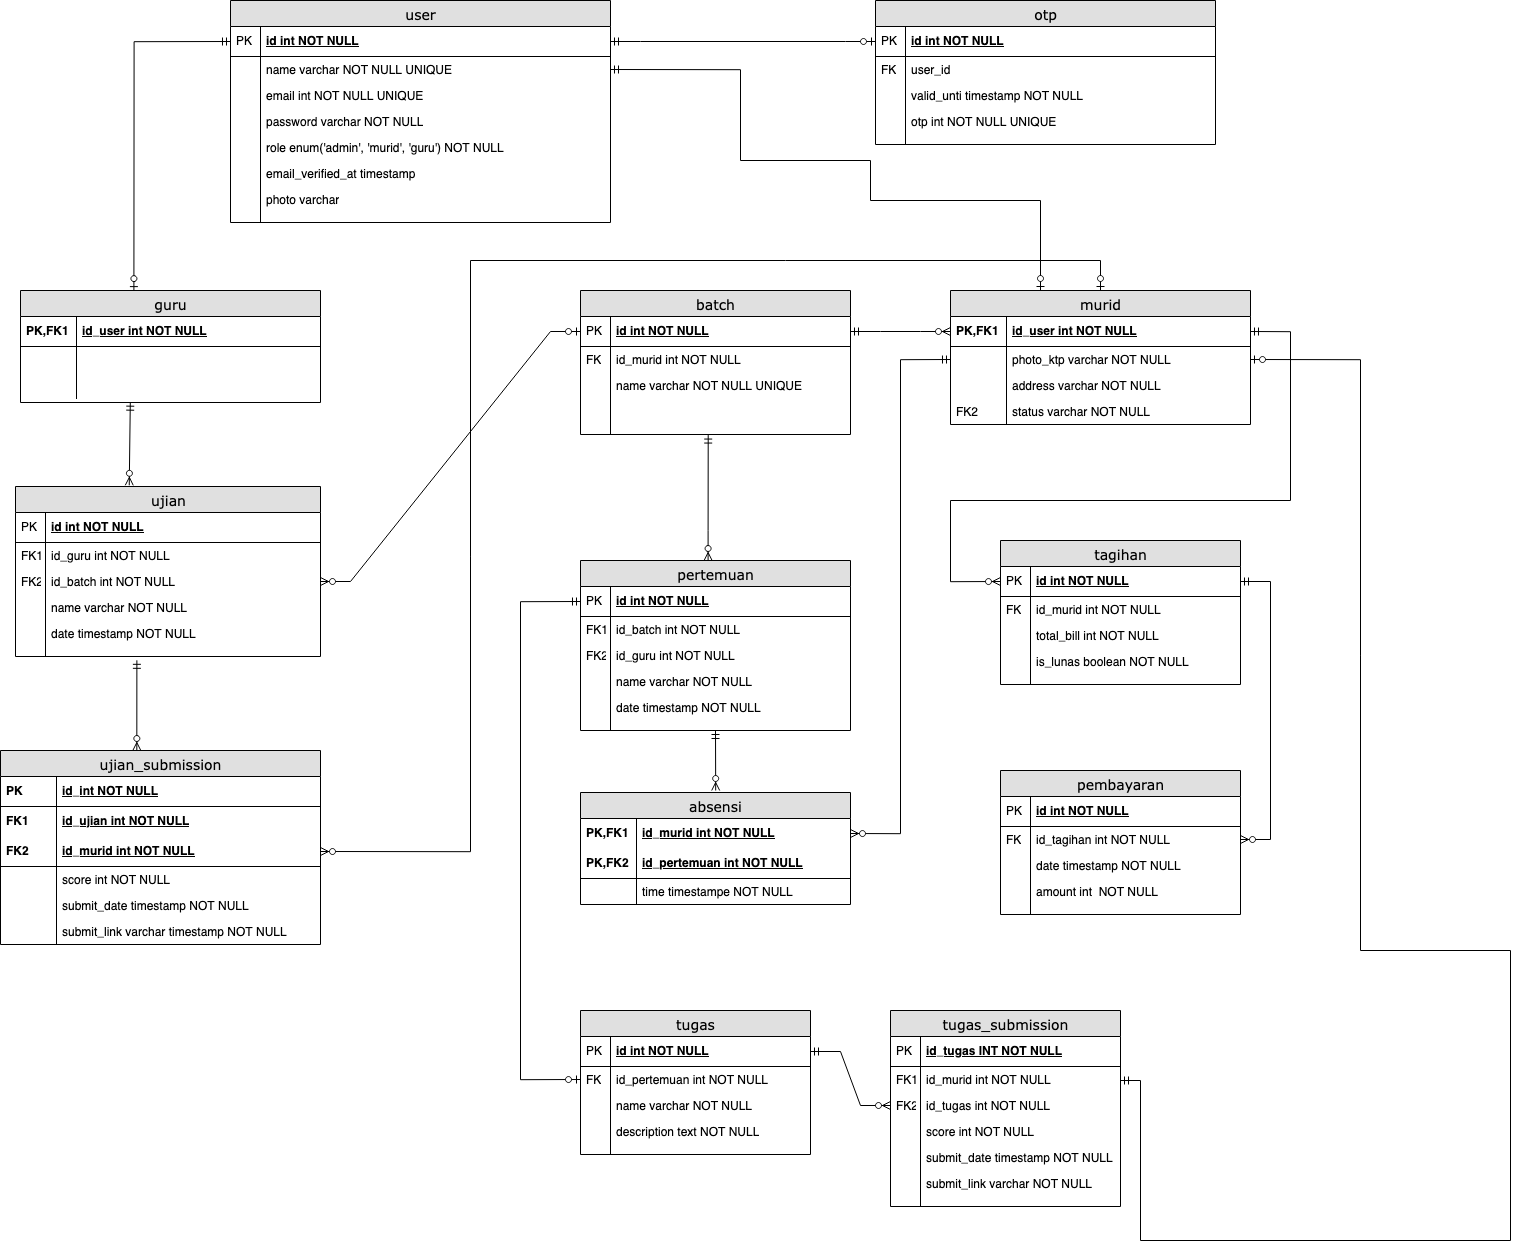 user
PK id int NOT NULL
name varchar NOT NULL UNIQUE
email int NOT NULL UNIQUE
password varchar NOT NULL
role enum('admin', 'murid', 'guru') NOT NULL
email_verified_at timestamp
photo varchar
otp
PK id int NOT NULL
FK user_id
valid_unti timestamp NOT NULL
otp int NOT NULL UNIQUE
guru
PK,FK1 id_user int NOT NULL
batch
PK id int NOT NULL
FK id_murid int NOT NULL
name varchar NOT NULL UNIQUE
murid
PK,FK1 id_user int NOT NULL
photo_ktp varchar NOT NULL
address varchar NOT NULL
FK2 status varchar NOT NULL
ujian
PK id int NOT NULL
FK1 id_guru int NOT NULL
FK2 id_batch int NOT NULL
name varchar NOT NULL
date timestamp NOT NULL
pertemuan
PK id int NOT NULL
FK1 id_batch int NOT NULL
FK2 id_guru int NOT NULL
name varchar NOT NULL
date timestamp NOT NULL
tagihan
PK id int NOT NULL
FK id_murid int NOT NULL
total_bill int NOT NULL
is_lunas boolean NOT NULL
ujian_submission
PK id_int NOT NULL
FK1 id_ujian int NOT NULL
FK2 id_murid int NOT NULL
score int NOT NULL
submit_date timestamp NOT NULL
submit_link varchar timestamp NOT NULL
absensi
PK,FK1 id_murid int NOT NULL
PK,FK2 id_pertemuan int NOT NULL
time timestampe NOT NULL
pembayaran
PK id int NOT NULL
FK id_tagihan int NOT NULL
date timestamp NOT NULL
amount int NOT NULL
tugas
PK id int NOT NULL
FK id_pertemuan int NOT NULL
name varchar NOT NULL
description text NOT NULL
tugas_submission
PK id_tugas INT NOT NULL
FK1 id_murid int NOT NULL
FK2 id_tugas int NOT NULL
score int NOT NULL
submit_date timestamp NOT NULL
submit_link varchar NOT NULL